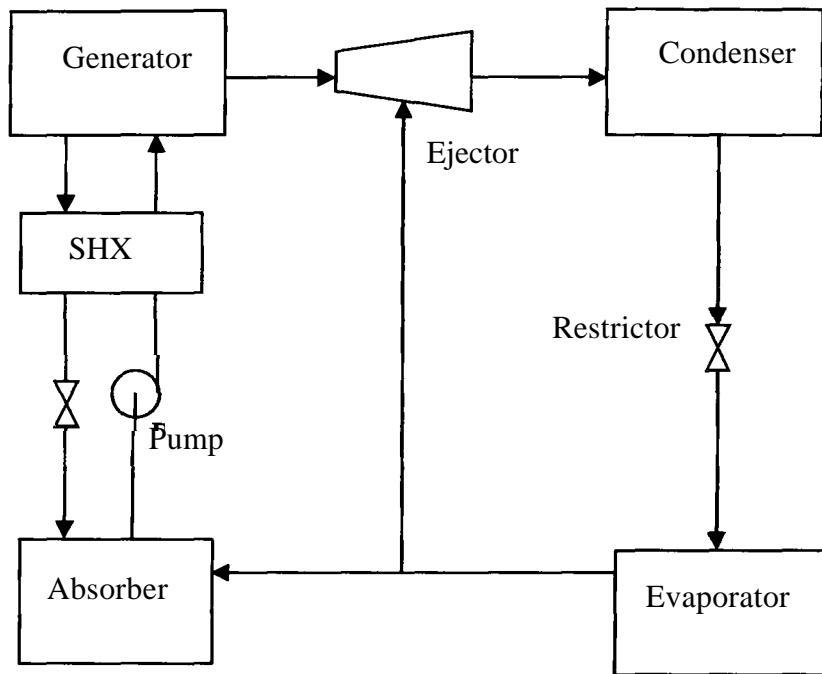 Generator
Condenser
Ejector
SHX
Restrictor
Pump
Absorber
Evaporator